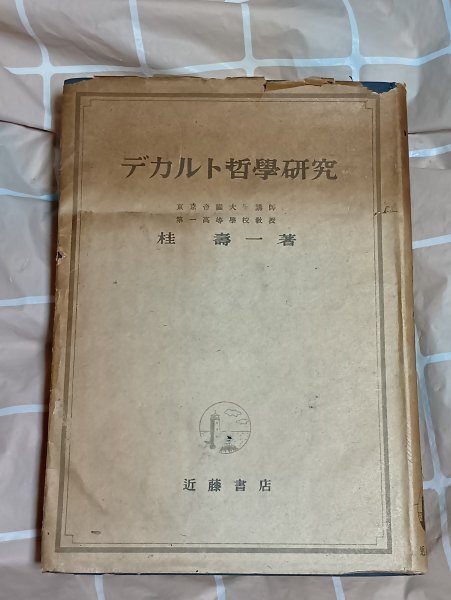 デカルト哲學研究
東京帝國大學講師
第一高等學校教授
桂 壽一 著
近藤書店